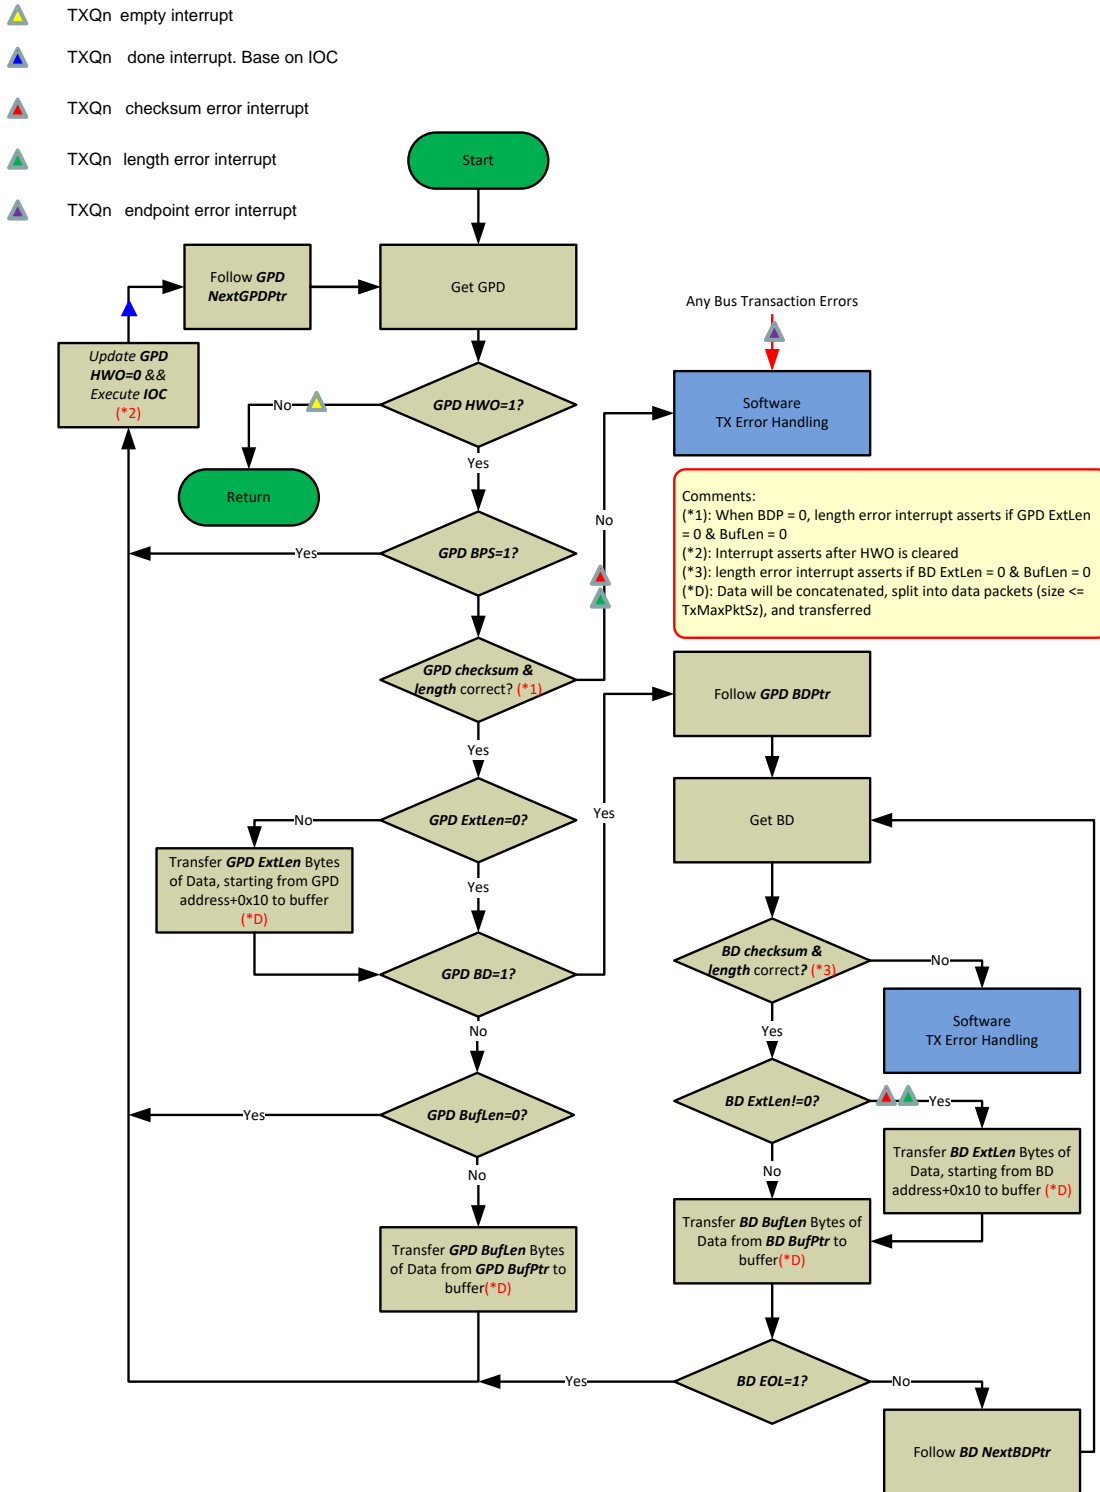 TXQn empty interrupt
TXQn done interrupt. Base on IOC
TXQn checksum error interrupt
TXQn length error interrupt
TXQn endpoint error interrupt
Start
Follow GPD
NextGPDPtr
Get GPD
Any Bus Transaction Errors
Update GPD
HWO=0 &&
Execute IOC
(*2)
No
GPD HWO=1?
Software
TX Error Handling
Yes
Return
Comments:
(*1): When BDP = 0, length error interrupt asserts if GPD ExtLen
= 0 & BufLen = 0
(*2): Interrupt asserts after HWO is cleared
(*3): length error interrupt asserts if BD ExtLen = 0 & BufLen = 0
(*D): Data will be concatenated, split into data packets (size <=
TxMaxPktSz), and transferred
No
Yes
GPD BPS=1?
GPD checksum &
length correct? (*1)
Follow GPD BDPtr
Yes
No
GPD ExtLen=0?
Yes
Get BD
Transfer GPD ExtLen Bytes
of Data, starting from GPD
address+0x10 to buffer
(*D)
Yes
GPD BD=1?
BD checksum &
length correct? (*3)
No
No
Yes
Software
TX Error Handling
Yes
GPD BufLen=0?
BD ExtLen!=0?
Yes
No
No
Transfer BD ExtLen Bytes of
Data, starting from BD
address+0x10 to buffer (*D)
Transfer GPD BufLen Bytes
of Data from GPD BufPtr to
buffer(*D)
Transfer BD BufLen Bytes of
Data from BD BufPtr to
buffer(*D)
Yes
BD EOL=1?
No
Follow BD NextBDPtr